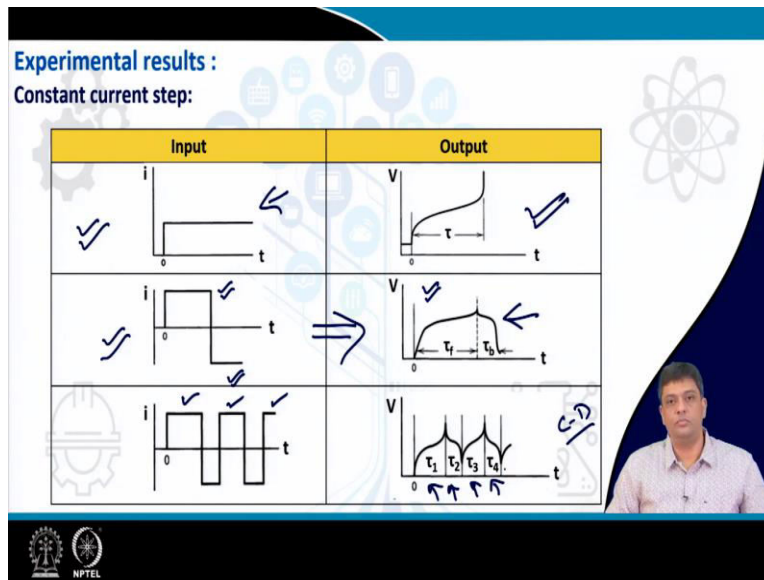 Experimental results :
Constant current step:
Input
Output
i
t
0
V
τ
t
0
i
t
0
V
τf
τb
t
0
i
t
0
V
τ1
τ2
τ3
τ4
t
0
C-D
NPTEL